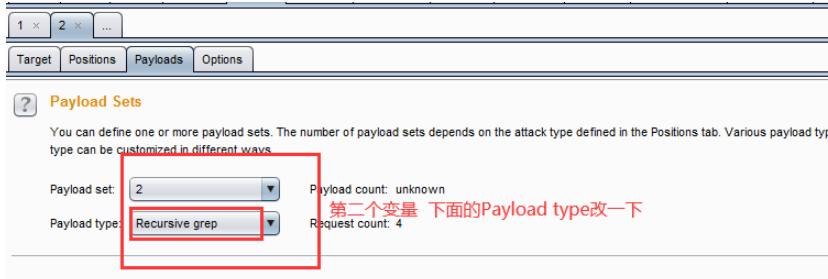 1 × 2 × ...
Target Positions Payloads Options
? Payload Sets
You can define one or more payload sets. The number of payload sets depends on the attack type defined in the Positions tab. Various payload typ
type can be customized in different ways.
Payload set: 2 Payload count: unknown
第二个变量 下面的Payload type改一下
Payload type: Recursive grep Request count: 4